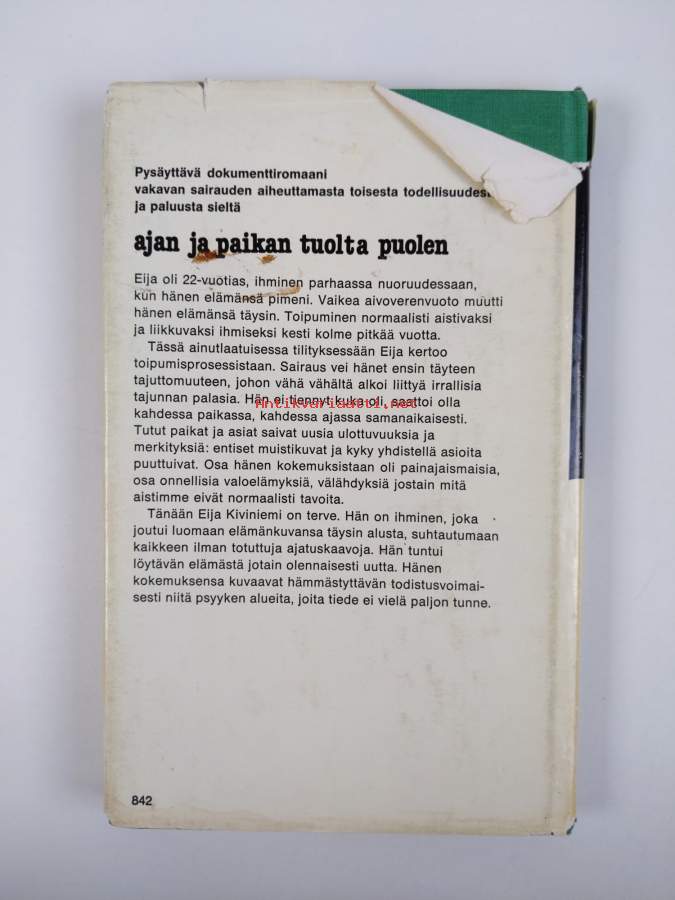 Pysäyttävä dokumenttiromaani
vakavan sairauden aiheuttamasta toisesta todellisuudes
ja paluusta sieltä
ajan ja paikan tuolta puolen
Eija oli 22-vuotias, ihminen parhaassa nuoruudessaan,
kun hänen elämänsä pimeni. Vaikea aivoverenvuoto muutti
hänen elämänsä täysin. Toipuminen normaalisti aistivaksi
ja liikkuvaksi ihmiseksi kesti kolme pitkää vuotta.
Tässä ainutlaatuisessa tilityksessään Eija kertoo
toipumisprosessistaan. Sairaus vei hänet ensin täyteen
tajuttomuuteen, johon vähä vähältä alkoi liittyä irrallisia
tajunnan palasia. Hän ei tiennyt kuka oli, saattoi olla
Antikvariaatti.net
kahdessa paikassa, kahdessa ajassa samanaikaisesti.
Tutut paikat ja asiat saivat uusia ulottuvuuksia ja
merkityksiä: entiset muistikuvat ja kyky yhdistellä asioita
puuttuivat. Osa hänen kokemuksistaan oli painajaismaisia,
osa onnellisia valoelämyksiä, välähdyksiä jostain mitä
aistimme eivät normaalisti tavoita.
Tänään Eija Kiviniemi on terve. Hän on ihminen, joka
joutui luomaan elämänkuvansa täysin alusta, suhtautumaan
kaikkeen ilman totuttuja ajatuskaavoja. Hän tuntui
löytävän elämästä jotain olennaisesti uutta. Hänen
kokemuksensa kuvaavat hämmästyttävän todistusvoimai-
sesti niitä psyyken alueita, joita tiede ei vielä paljon tunne.
842